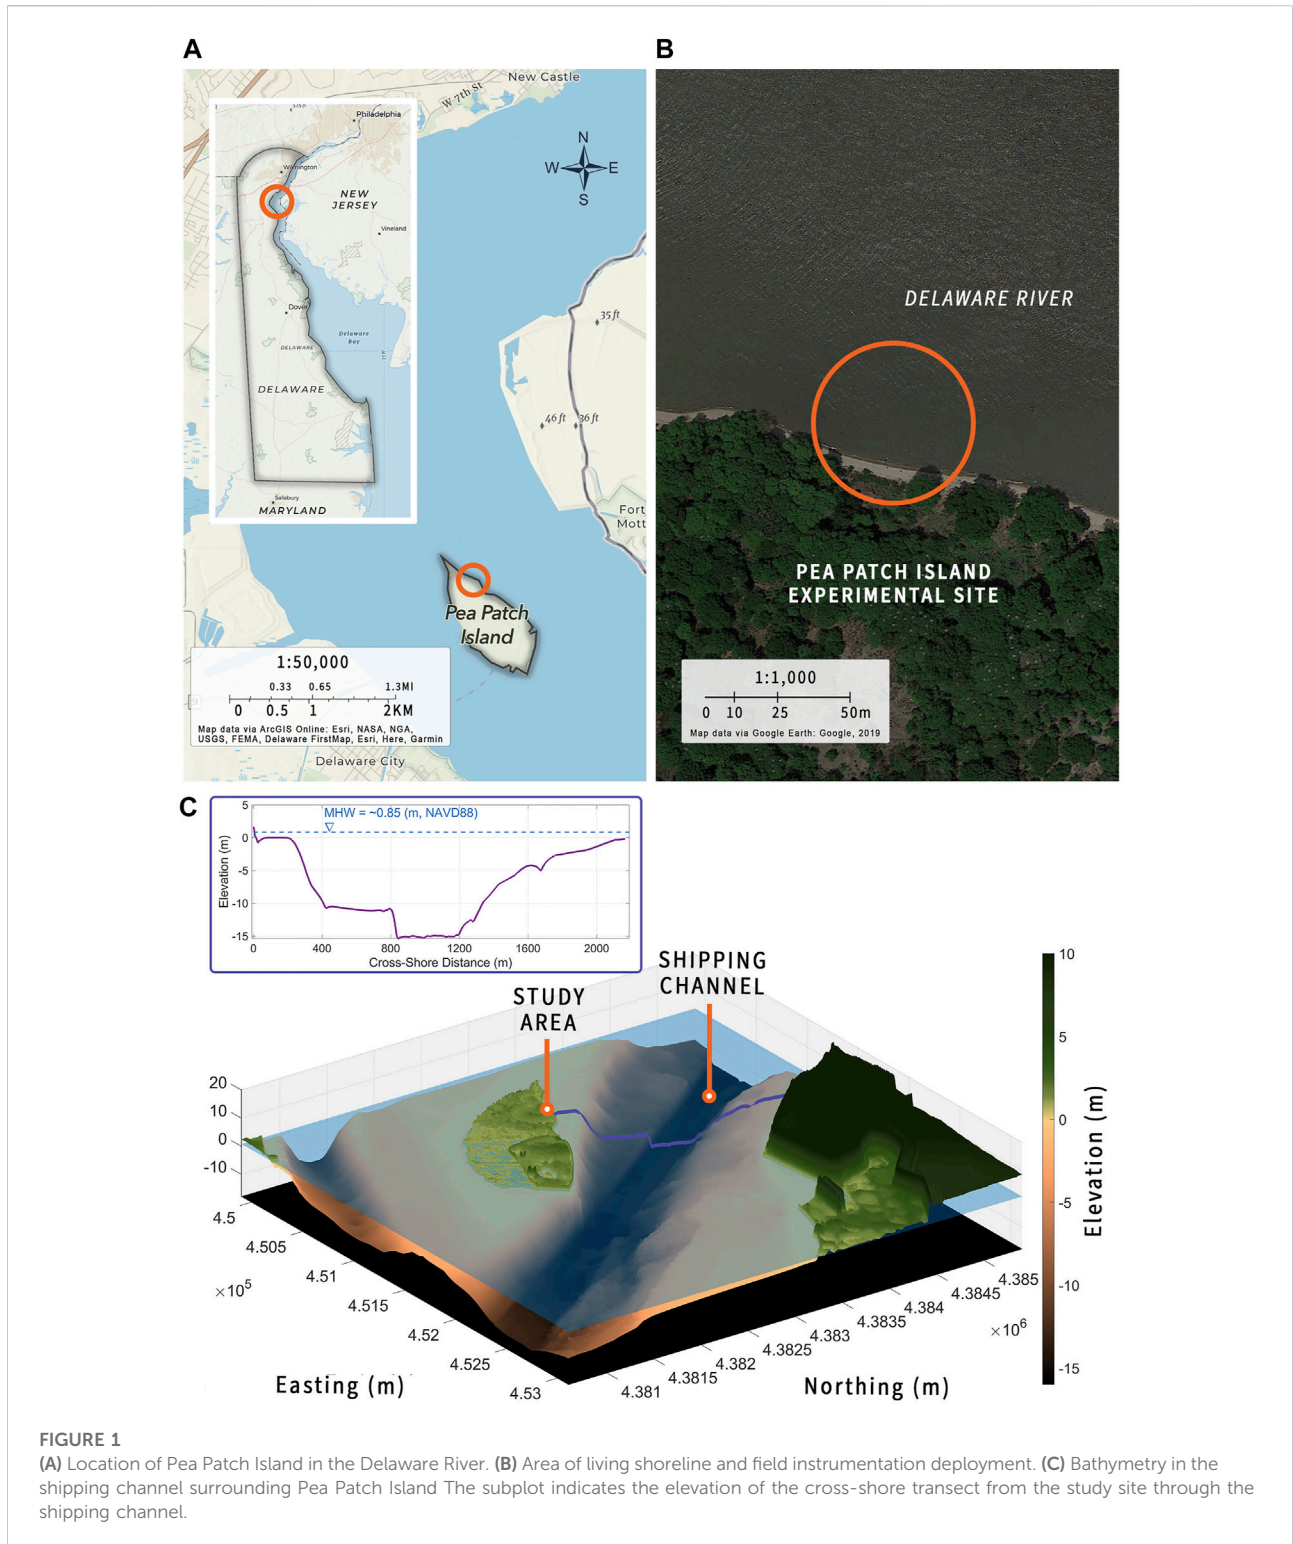 A
B
New Castle
W 7th St
Philadelphia
Wilmington
NEW
JERSEY
Vineland
Dover
Delaware
Bay
DELAWARE
DELAWARE
Salisbury
MARYLAND
N
W E
S
35 ft
46 ft
36 ft
Fort
Mott
Pea Patch
Island
1:50,000
0.33 0.65 1.3MI
0 0.5 1 2KM
Map data via ArcGIS Online: Esri, NASA, NGA,
USGS, FEMA, Delaware FirstMap, Esri, Here, Garmin
Delaware City
DELAWARE RIVER
PEA PATCH ISLAND
EXPERIMENTAL SITE
1:1,000
0 10 25 50m
Map data via Google Earth: Google, 2019
C
MHW = ~0.85 (m, NAVD88)
Elevation (m)
5
0
-5
-10
-15
0 400 800 1200 1600 2000
Cross-Shore Distance (m)
STUDY
AREA
SHIPPING
CHANNEL
20
10
0
-10
4.5
4.505
4.51
4.515
4.52
4.525
4.53
×10⁵
Easting (m)
4.381
4.3815
4.382
4.3825
4.383
4.3835
4.384
4.3845
4.385
×10⁶
Northing (m)
10
5
0
-5
-10
-15
Elevation (m)
FIGURE 1
(A) Location of Pea Patch Island in the Delaware River. (B) Area of living shoreline and field instrumentation deployment. (C) Bathymetry in the
shipping channel surrounding Pea Patch Island The subplot indicates the elevation of the cross-shore transect from the study site through the
shipping channel.